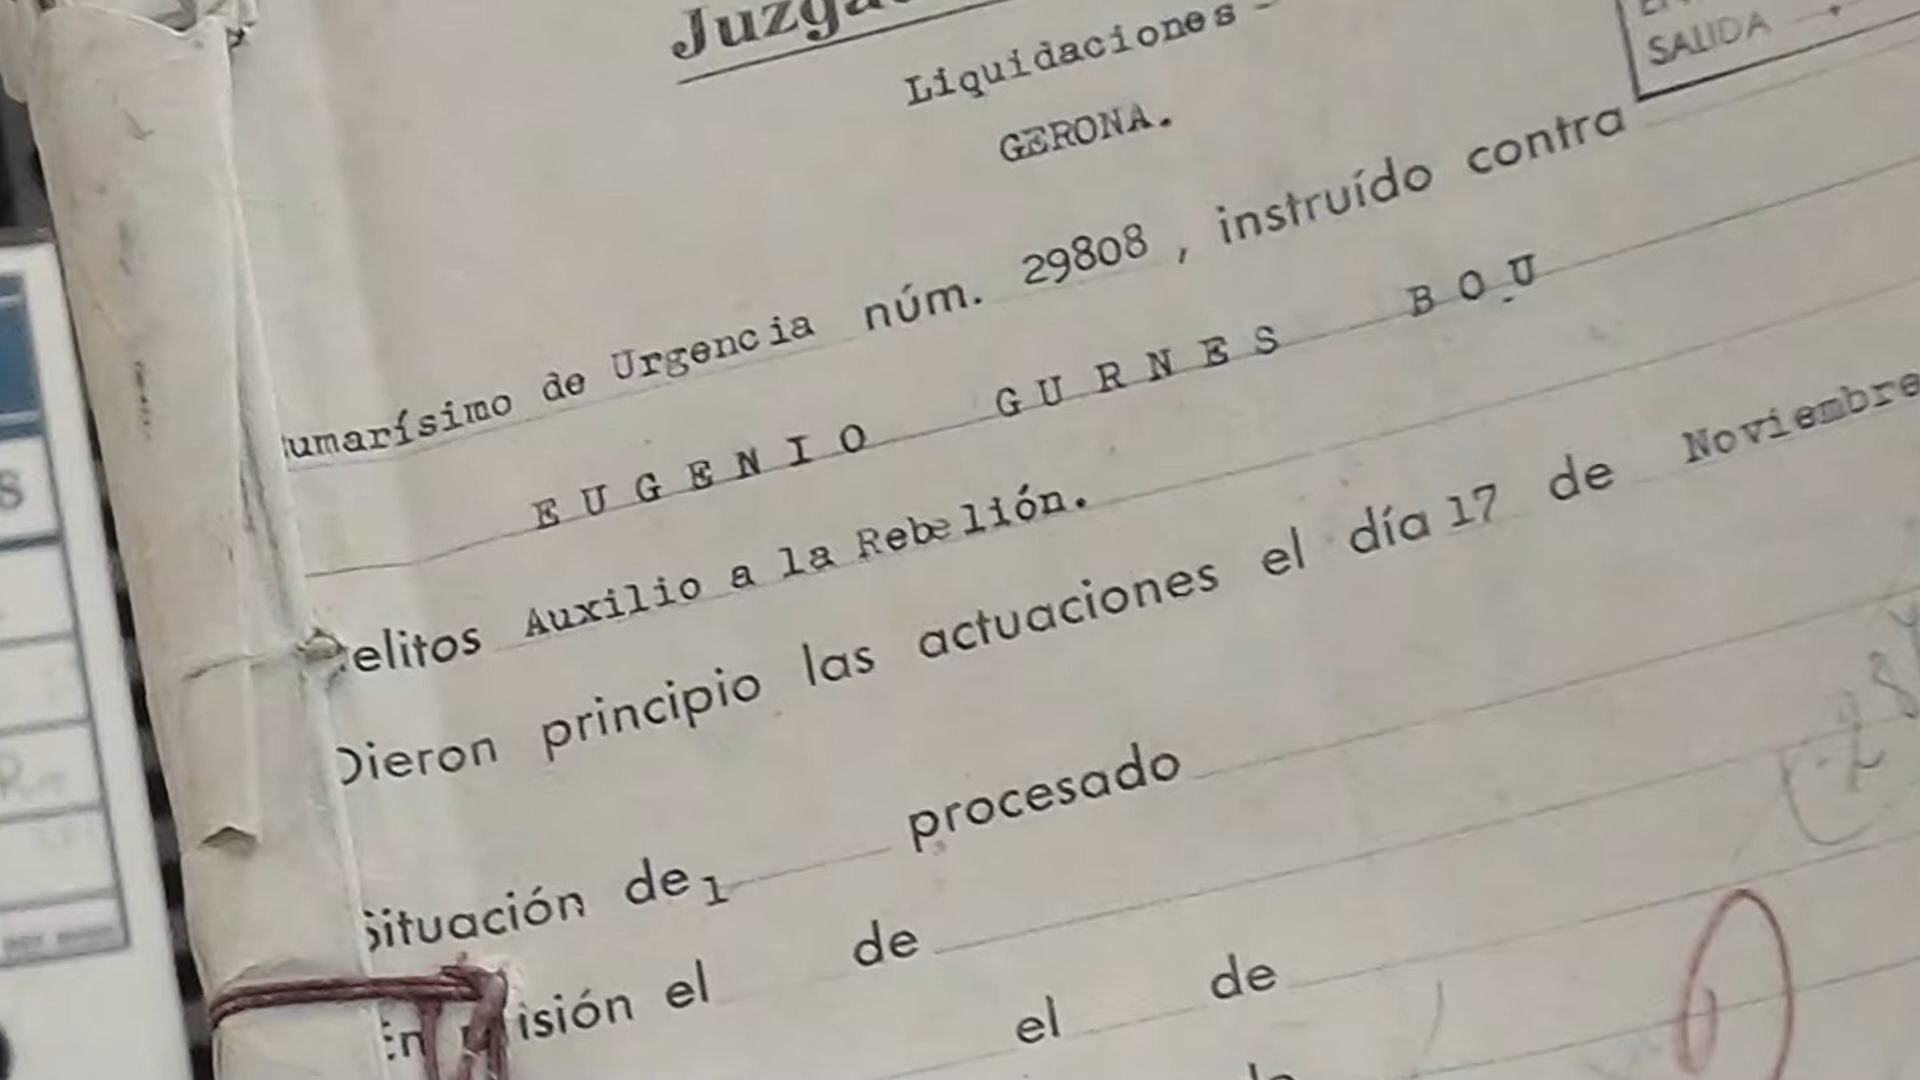 Liquidaciones -
SALIDA
GERONA.
umarísimo de Urgencia núm. 29808 , instruído contra
EUGENIO GURNES BOU
elitos Auxilio a la Rebelión.
Dieron principio las actuaciones el día 17 de Noviembre
Situación del procesado
En isión el de
el de